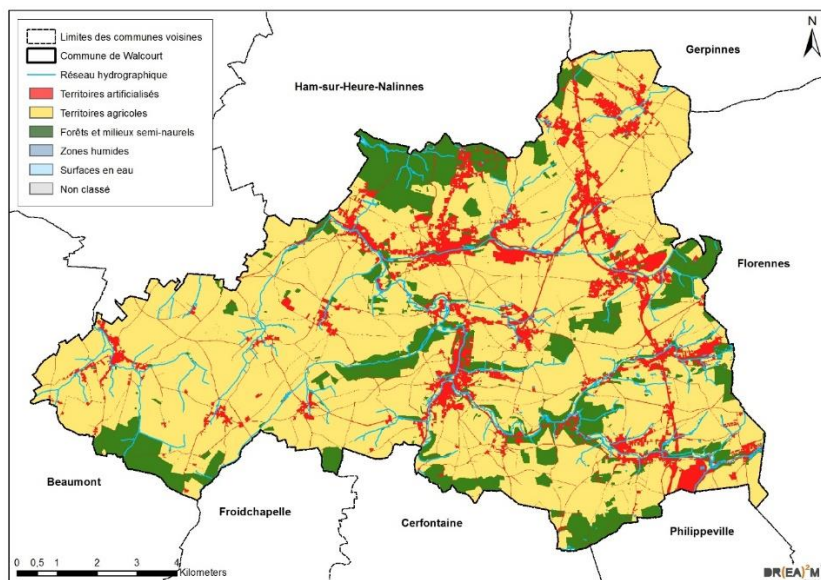 Limites des communes voisines
Commune de Walcourt
Réseau hydrographique
Territoires artificialisés
Territoires agricoles
Forêts et milieux semi-naurels
Zones humides
Surfaces en eau
Non classé
N
Gerpinnes
Ham-sur-Heure-Nalinnes
Florennes
Beaumont
Froidchapelle
Cerfontaine
Philippeville
0 0,5 1 2 3 4
Kilometers
DR(EA)²M